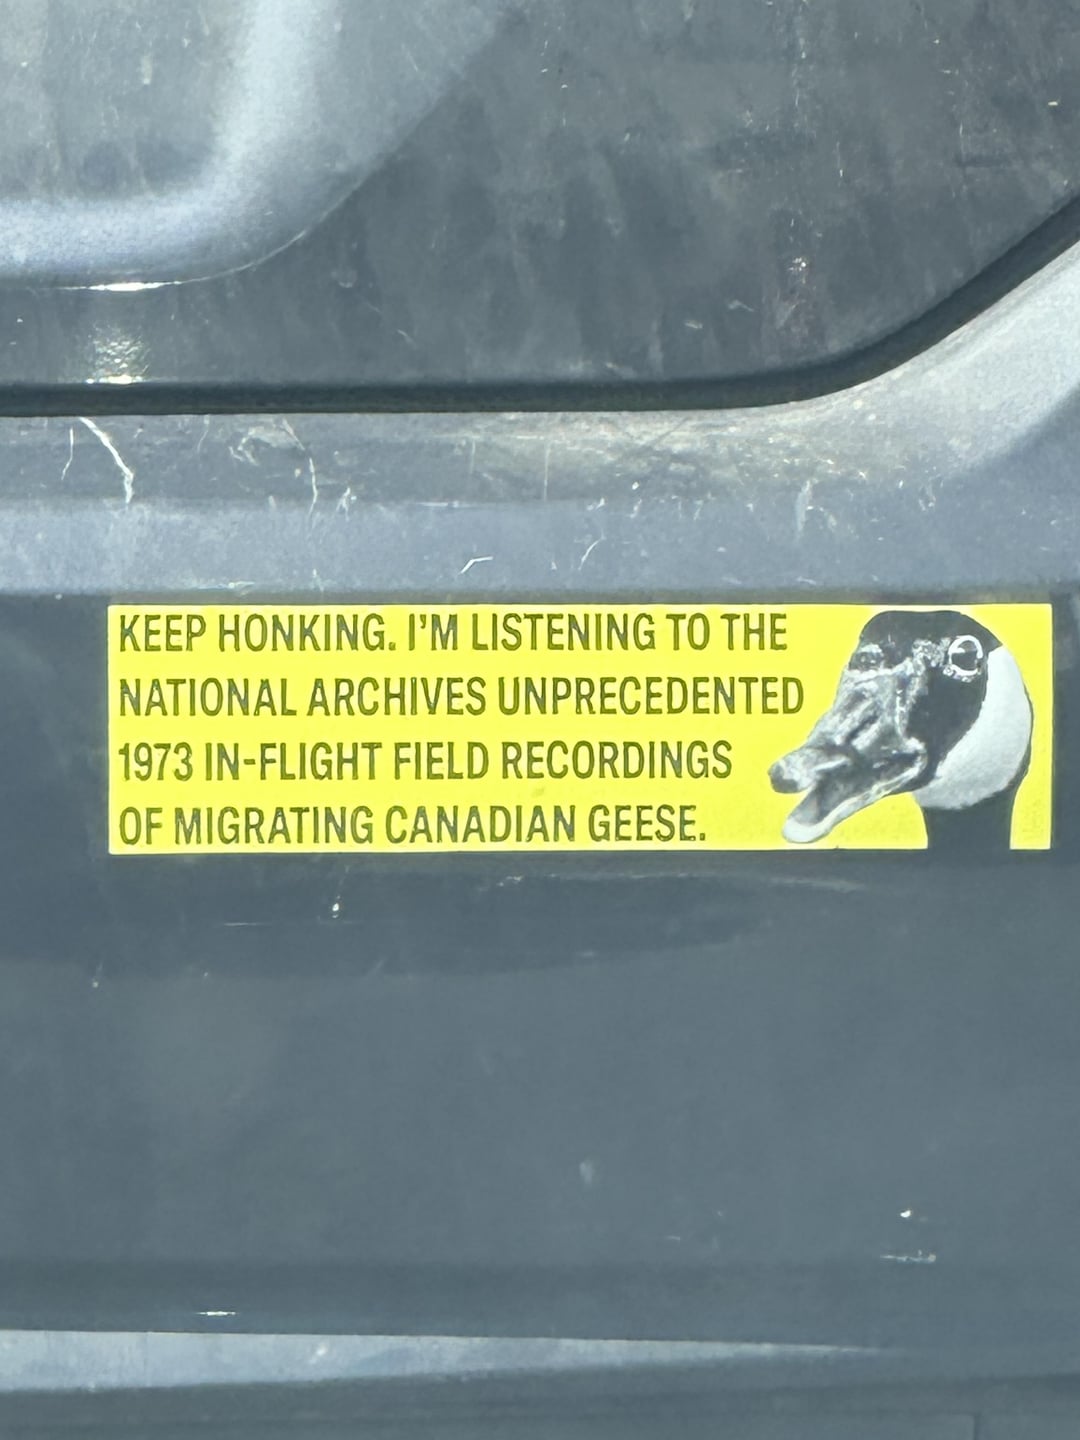 KEEP HONKING. I'M LISTENING TO THE
NATIONAL ARCHIVES UNPRECEDENTED
1973 IN-FLIGHT FIELD RECORDINGS
OF MIGRATING CANADIAN GEESE.